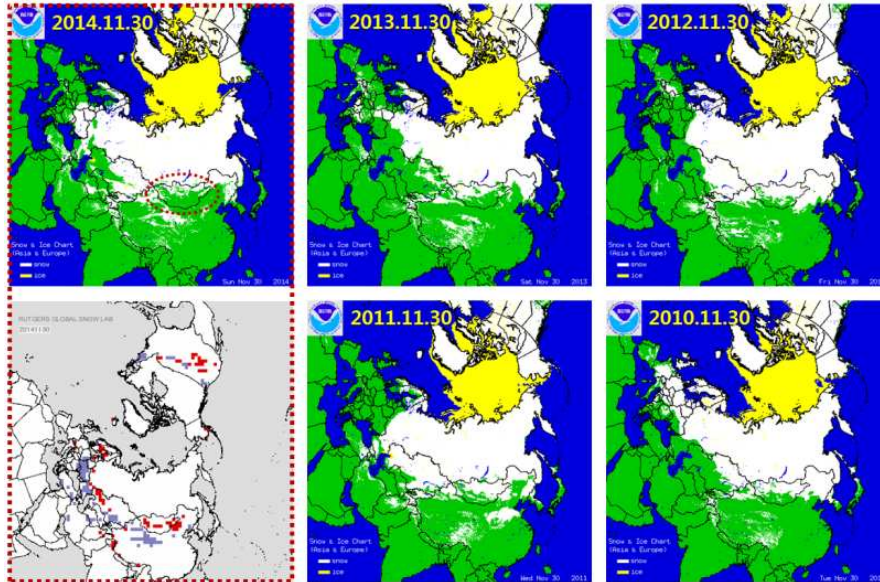 2014.11.30
Snow & Ice Chart
(Asia & Europe)
snow
ice
Sun Nov 30 2014
2013.11.30
Snow & Ice Chart
(Asia & Europe)
snow
ice
Sat Nov 30 2013
2012.11.30
Snow & Ice Chart
(Asia & Europe)
snow
ice
Fri Nov 30
RUTGERS GLOBAL SNOW LAB
20141130
2011.11.30
Snow & Ice Chart
(Asia & Europe)
snow
ice
Wed Nov 30 2011
2010.11.30
Snow & Ice Chart
(Asia & Europe)
snow
ice
Tue Nov 30